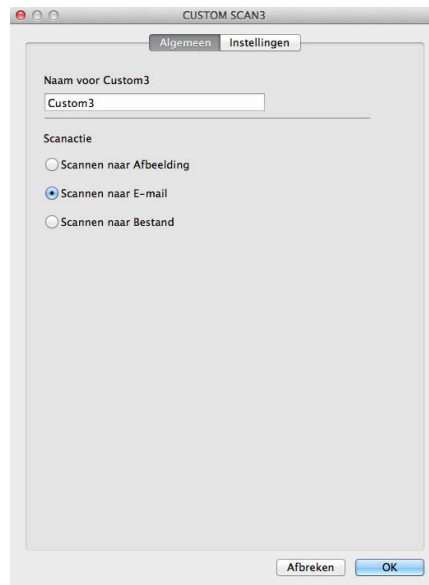 CUSTOM SCAN3
Algemeen Instellingen
Naam voor Custom3
Custom3
Scanactie
Scannen naar Afbeelding
Scannen naar E-mail
Scannen naar Bestand
Afbreken OK